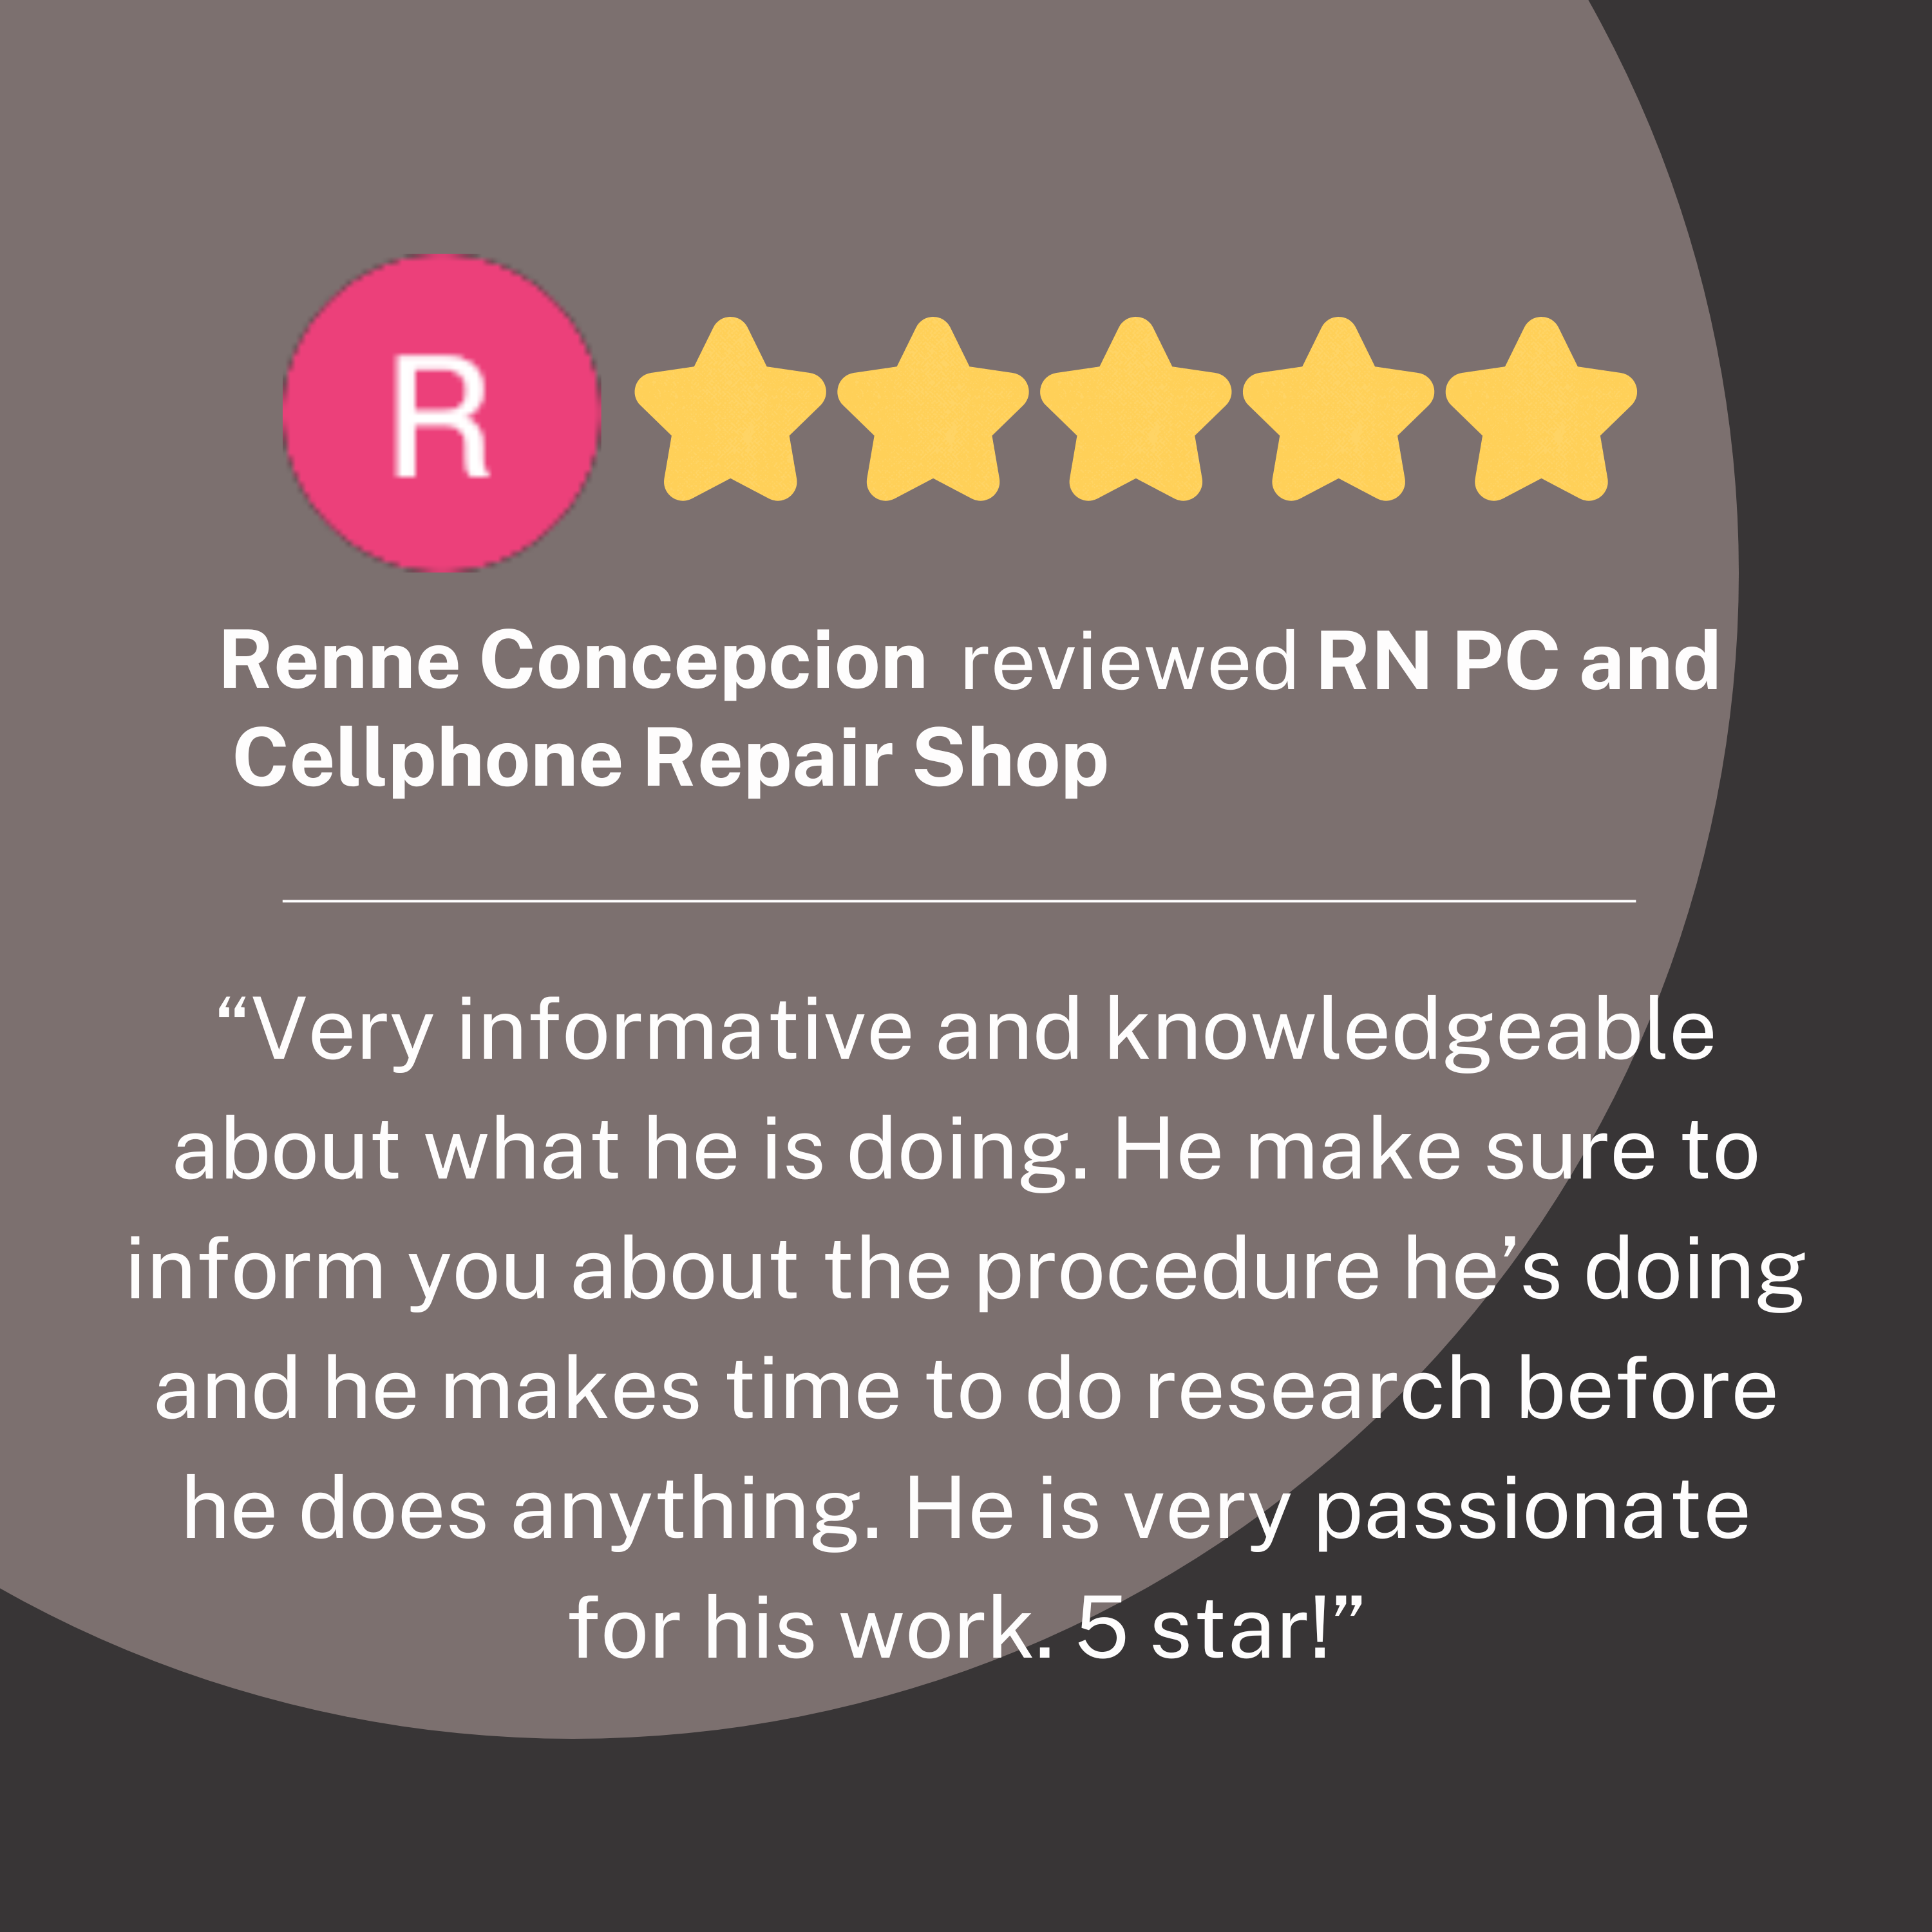 R
Renne Concepcion reviewed RN PC and
Cellphone Repair Shop
“Very informative and knowledgeable
about what he is doing. He make sure to
inform you about the procedure he’s doing
and he makes time to do research before
he does anything. He is very passionate
for his work. 5 star!”